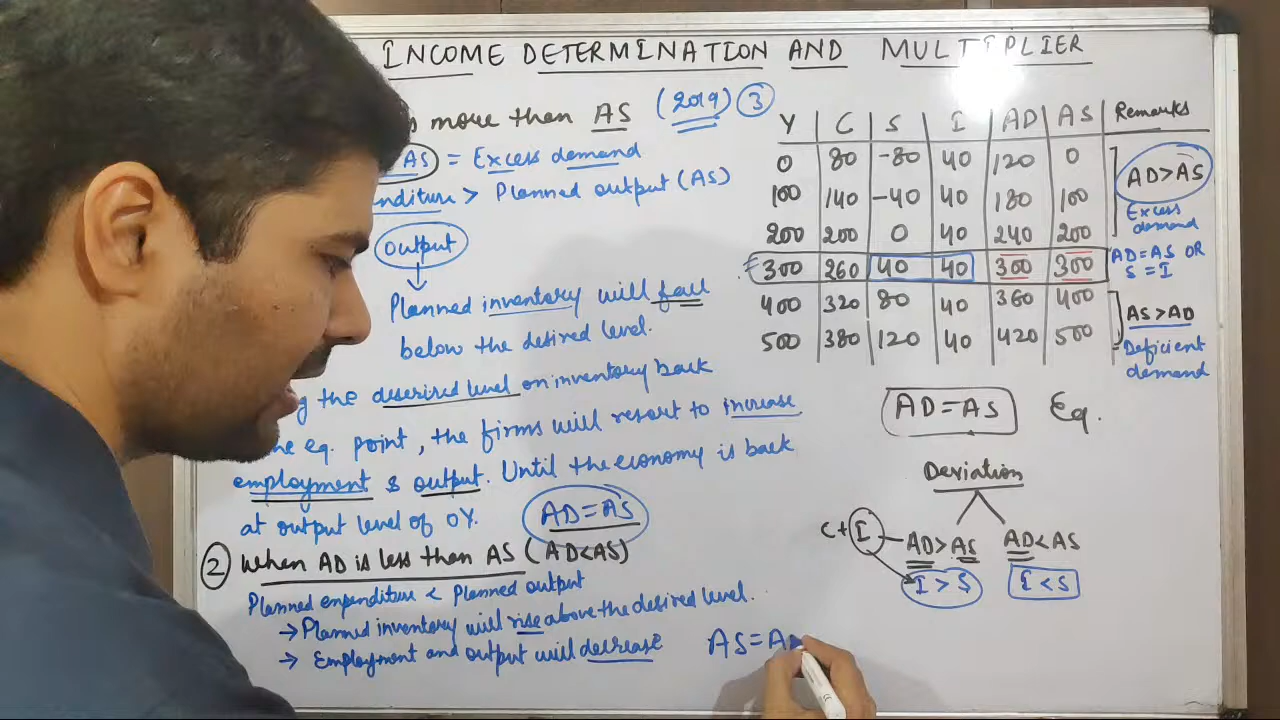 INCOME DETERMINATION AND MULTIPLIER
more than AS (2019) 3
AS) = Excess demand
nditure > Planned output (AS)
output
↓
Planned inventory will fall
below the desired level.
g the deserired level on inventory back
eq. point, the firms will resort to increase
employment & output. Until the economy is back
at output level of OY. AD=AS
2 When AD is less than AS (AD<AS)
Planned expenditure < Planned output
→ Planned inventory will rise above the desired level.
→ Employment and output will decrease AS=A
Y C S I AD AS Remarks
0 80 -80 40 120 0
100 140 -40 40 180 100
200 200 0 40 240 200
300 260 40 40 300 300
400 320 80 40 360 400
500 380 120 40 420 500
AD>AS
Excess
demand
AD=AS OR
S=I
AS>AD
Deficient
demand
AD=AS Eq.
Deviation
C+I AD>AS AD<AS
I>S I<S